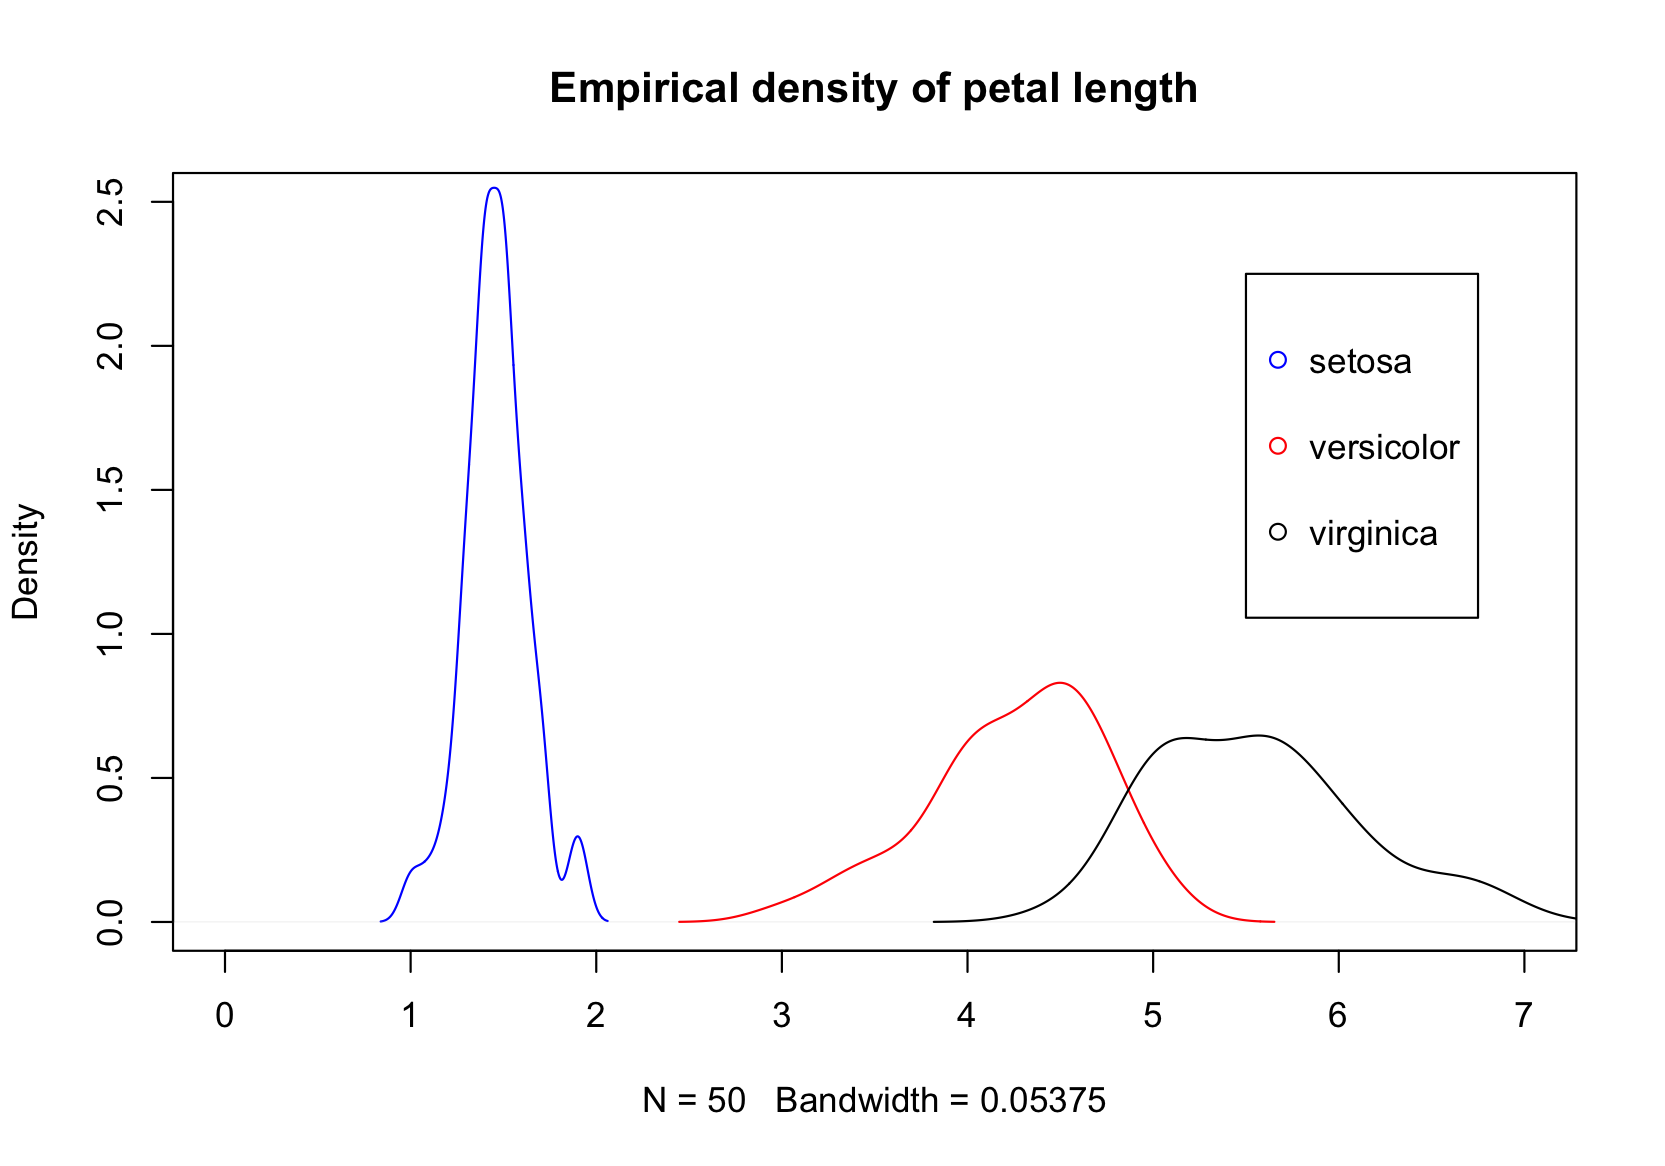 Empirical density of petal length
Density
2.5
2.0
1.5
1.0
0.5
0.0
setosa
versicolor
virginica
0 1 2 3 4 5 6 7
N = 50 Bandwidth = 0.05375